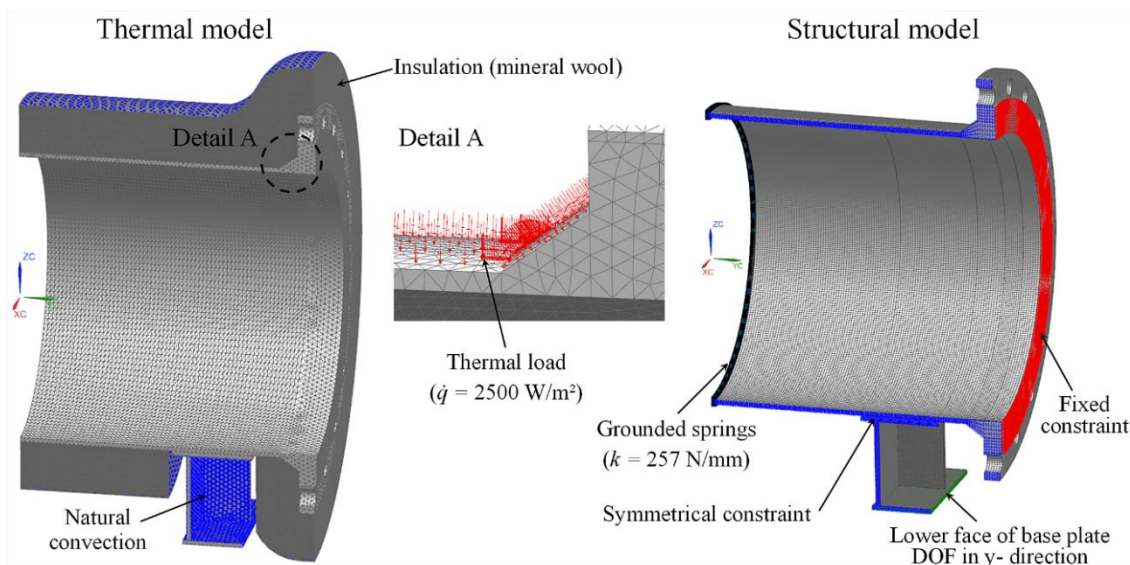 Thermal model
Structural model
Insulation (mineral wool)
Detail A
Detail A
ZC
XC
Thermal load
(q̇ = 2500 W/m²)
Natural
convection
ZC
XC
YC
Grounded springs
(k = 257 N/mm)
Symmetrical constraint
Fixed
constraint
Lower face of base plate
DOF in y- direction